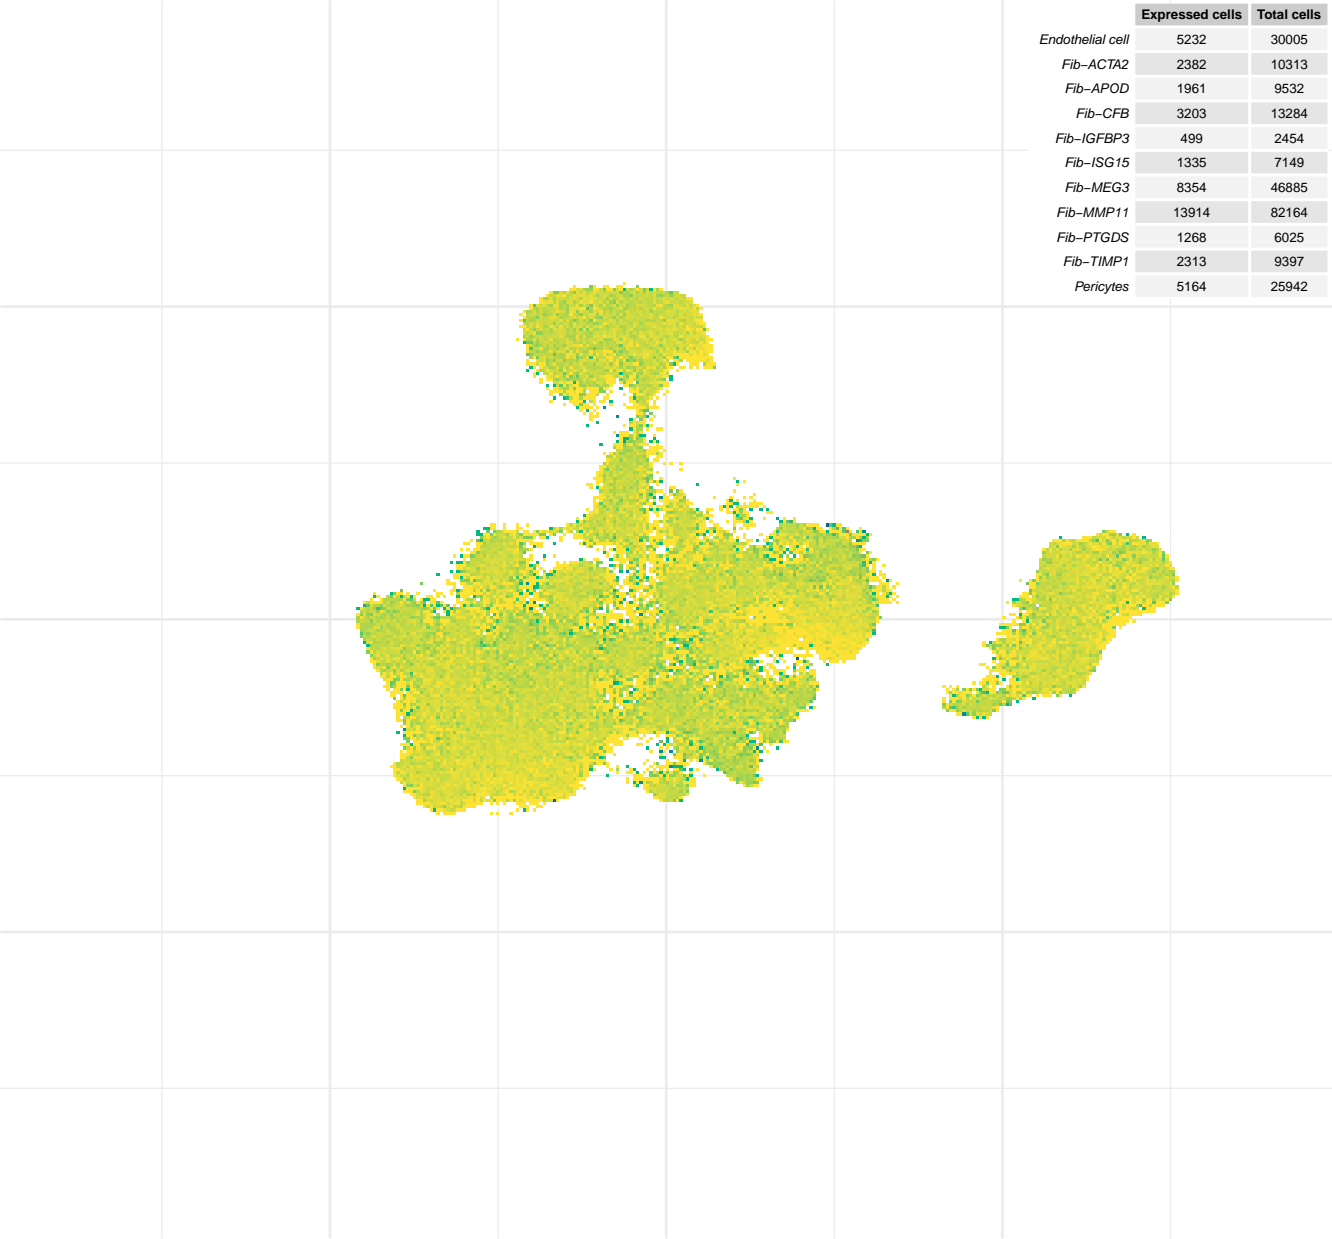 Expressed cells Total cells
Endothelial cell 5232 30005
Fib−ACTA2 2382 10313
Fib−APOD 1961 9532
Fib−CFB 3203 13284
Fib−IGFBP3 499 2454
Fib−ISG15 1335 7149
Fib−MEG3 8354 46885
Fib−MMP11 13914 82164
Fib−PTGDS 1268 6025
Fib−TIMP1 2313 9397
Pericytes 5164 25942